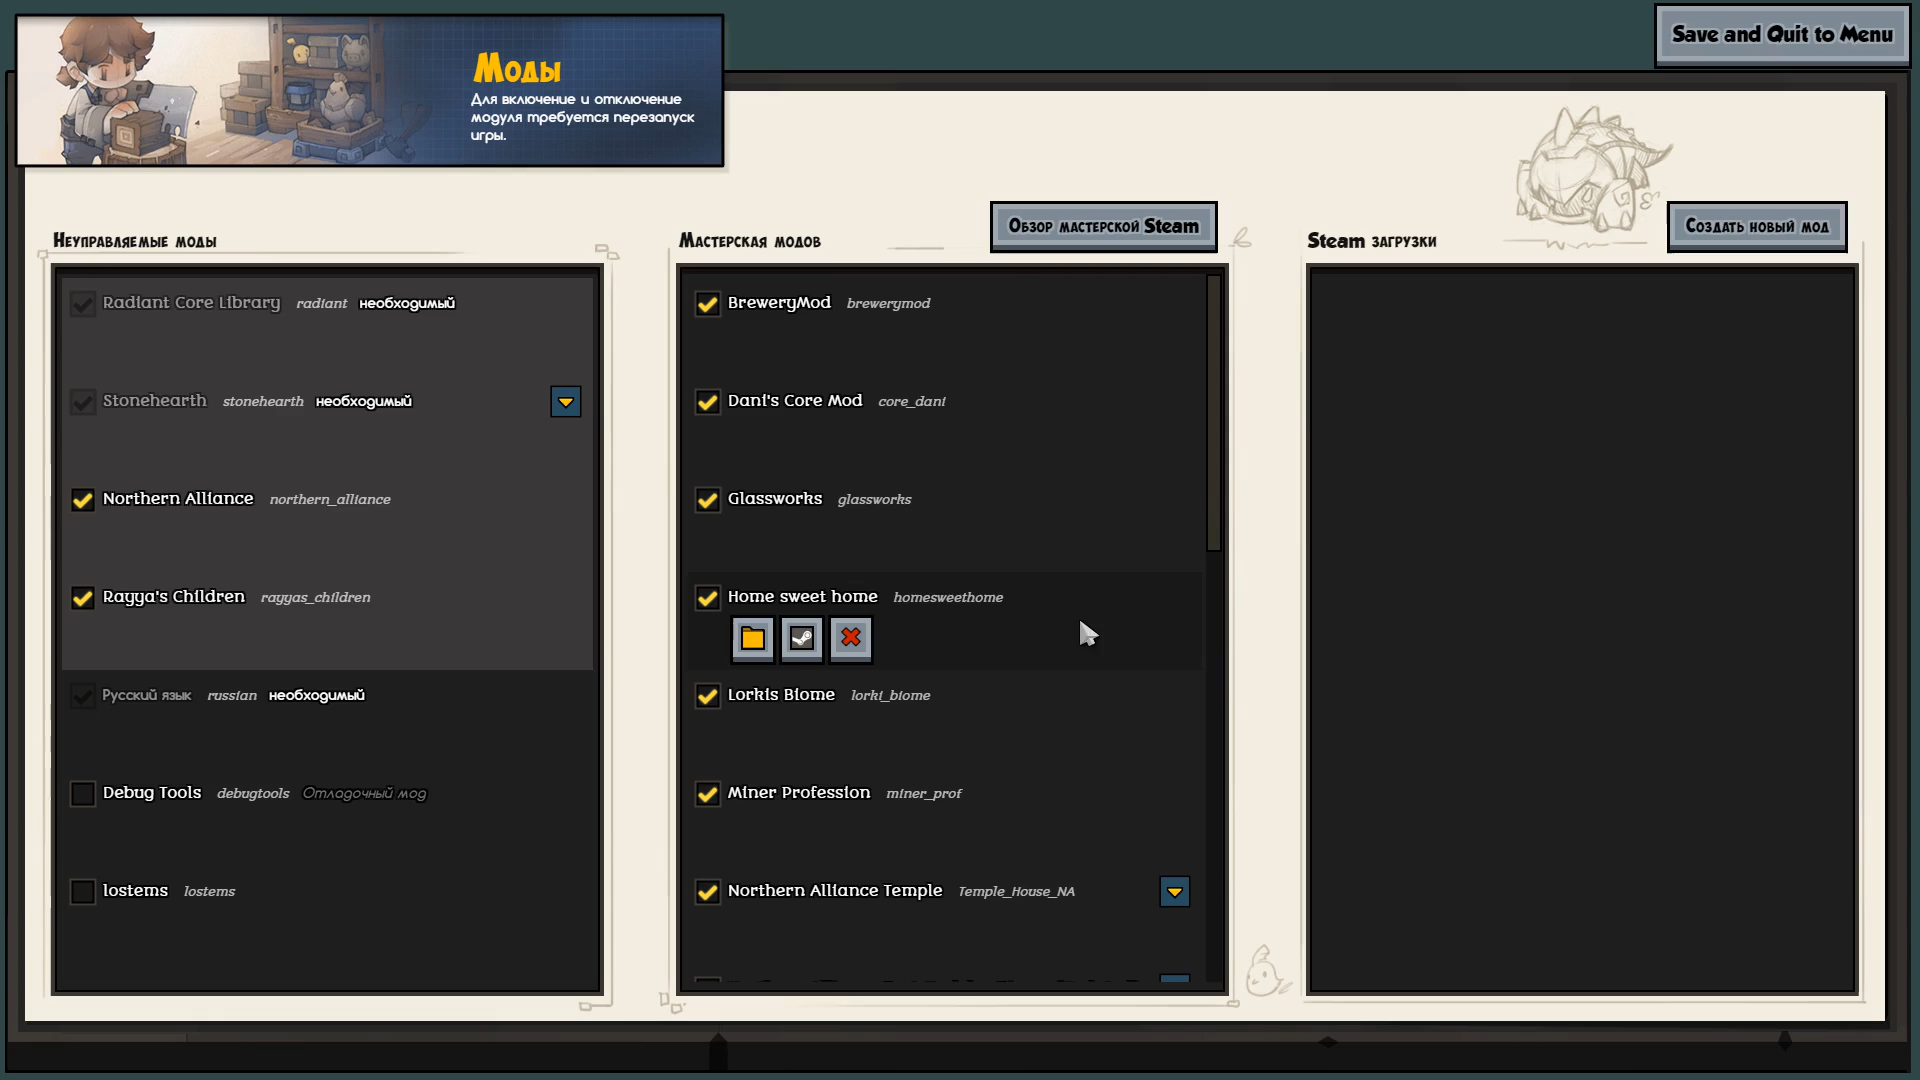 Save and Quit to Menu
Моды
Для включение и отключение
модуля требуется перезапуск
игры.
Неуправляемые моды
Мастерская модов
Обзор мастерской Steam
Steam загрузки
Создать новый мод
Radiant Core Library radiant необходимый
Stonehearth stonehearth необходимый
Northern Alliance northern_alliance
Rayya's Children rayyas_children
Русский язык russian необходимый
Debug Tools debugtools Отладочный мод
lostems lostems
BreweryMod brewerymod
Dani's Core Mod core_dani
Glassworks glassworks
Home sweet home homesweethome
Lorkis Biome lorki_biome
Miner Profession miner_prof
Northern Alliance Temple Temple_House_NA